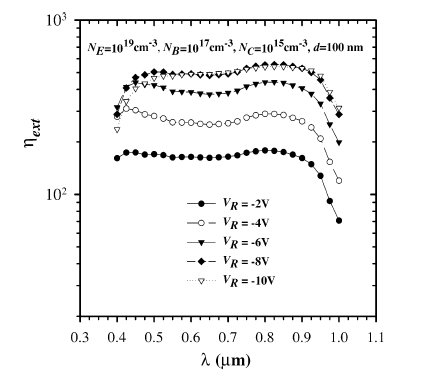 10³
N_E=10¹⁹cm⁻³, N_B=10¹⁷cm⁻³, N_C=10¹⁵cm⁻³, d=100 nm
η_ext
10²
V_R = -2V
V_R = -4V
V_R = -6V
V_R = -8V
V_R = -10V
0.3 0.4 0.5 0.6 0.7 0.8 0.9 1.0 1.1
λ (μm)